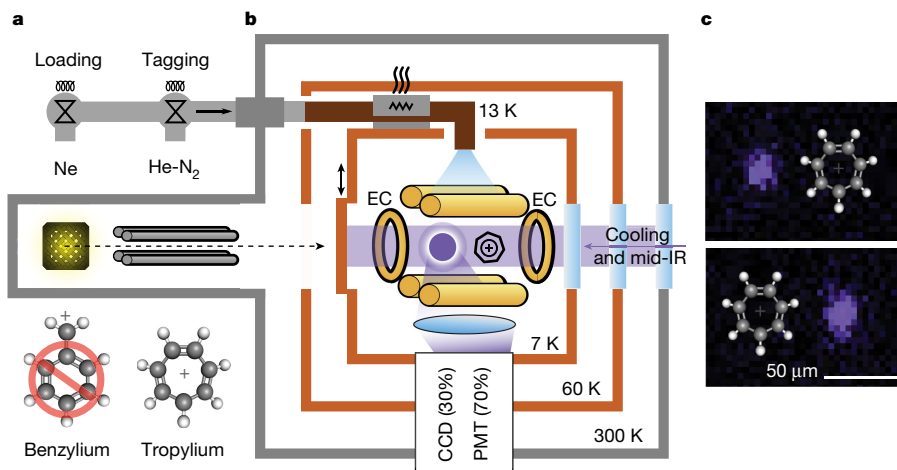 a
b
c
Loading
Tagging
Ne
He-N₂
13 K
EC
EC
+
Cooling
and mid-IR
7 K
60 K
300 K
CCD (30%)
PMT (70%)
+
Benzylium
+
Tropylium
+
+
50 μm